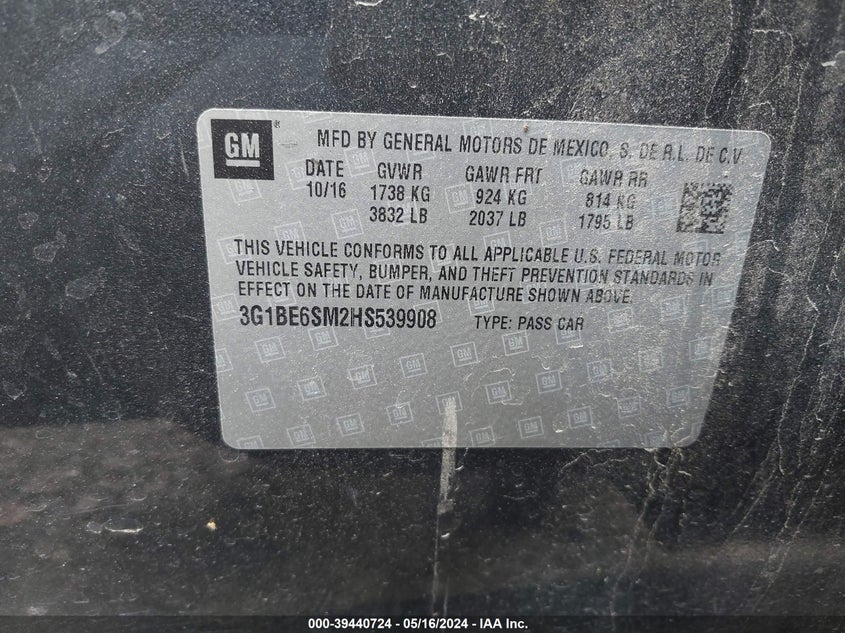 GM ® MFD BY GENERAL MOTORS DE MEXICO, S. DE R.L. DE C.V.
DATE GVWR GAWR FRT GAWR RR
10/16 1738 KG 924 KG 814 KG
3832 LB 2037 LB 1795 LB
THIS VEHICLE CONFORMS TO ALL APPLICABLE U.S. FEDERAL MOTOR
VEHICLE SAFETY, BUMPER, AND THEFT PREVENTION STANDARDS IN
EFFECT ON THE DATE OF MANUFACTURE SHOWN ABOVE.
3G1BE6SM2HS539908 TYPE: PASS CAR
000-39440724 - 05/16/2024 - IAA Inc.